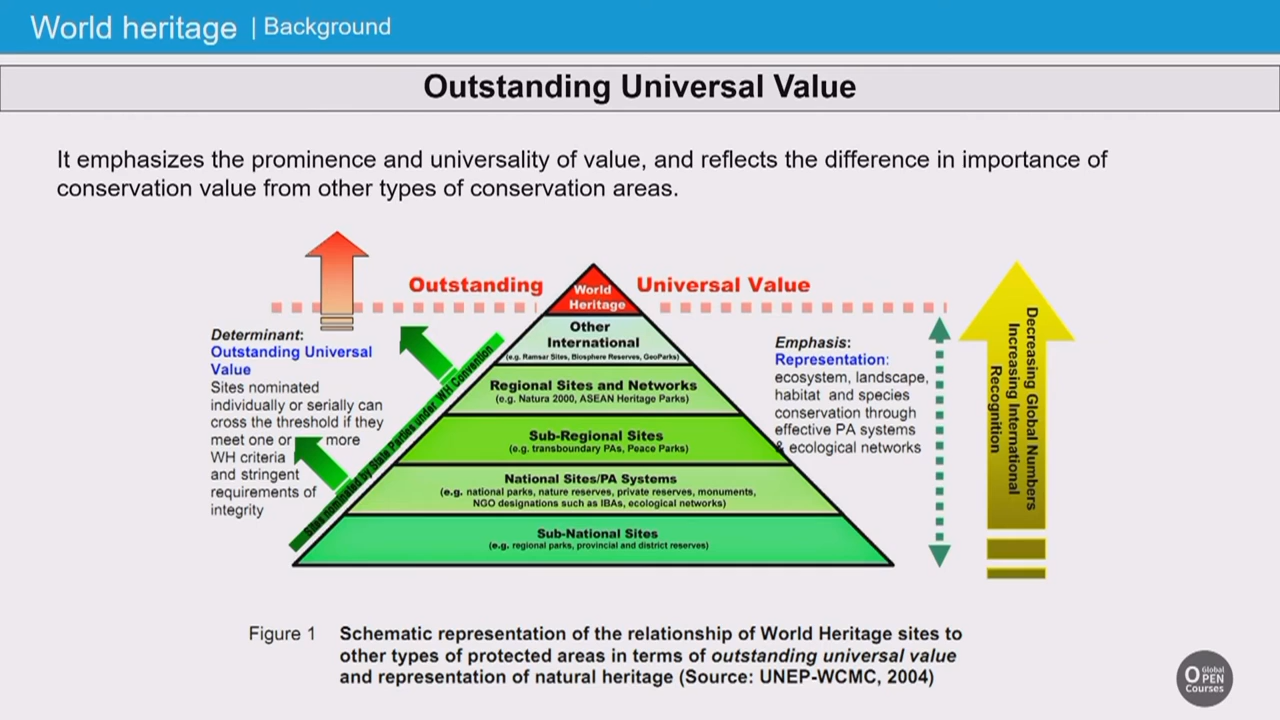 World heritage | Background
Outstanding Universal Value
It emphasizes the prominence and universality of value, and reflects the difference in importance of
conservation value from other types of conservation areas.
Outstanding Universal Value
World
Heritage
Other
International
(e.g. Ramsar Sites, Biosphere Reserves, GeoParks)
Regional Sites and Networks
(e.g. Natura 2000, ASEAN Heritage Parks)
Sub-Regional Sites
(e.g. transboundary PAs, Peace Parks)
National Sites/PA Systems
(e.g. national parks, nature reserves, private reserves, monuments,
NGO designations such as IBAs, ecological networks)
Sub-National Sites
(e.g. regional parks, provincial and district reserves)
Determinant:
Outstanding Universal
Value
Sites nominated
individually or serially can
cross the threshold if they
meet one or more
WH criteria
and stringent
requirements of
integrity
Sites nominated by State Parties under WH Convention
Emphasis:
Representation:
ecosystem, landscape,
habitat and species
conservation through
effective PA systems
& ecological networks
Decreasing Global Numbers
Increasing International
Recognition
Figure 1 Schematic representation of the relationship of World Heritage sites to
other types of protected areas in terms of outstanding universal value
and representation of natural heritage (Source: UNEP-WCMC, 2004)
Global
OPEN
Courses